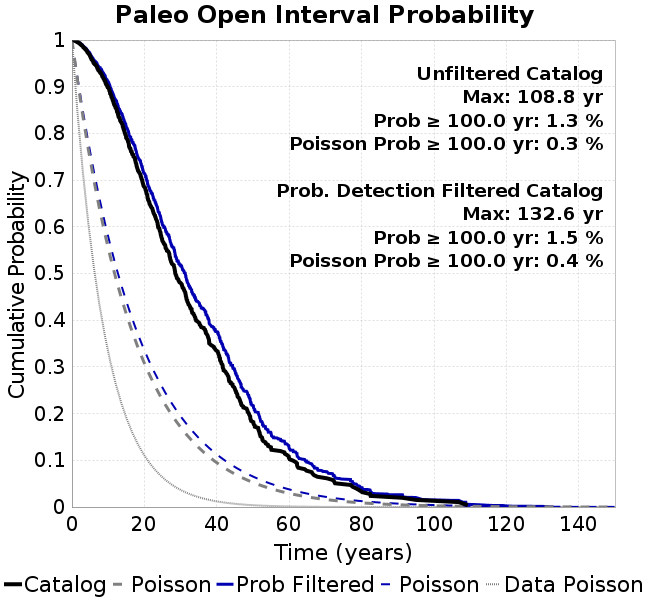 Paleo Open Interval Probability
Cumulative Probability
1
0.9
0.8
0.7
0.6
0.5
0.4
0.3
0.2
0.1
0
Unfiltered Catalog
Max: 108.8 yr
Prob ≥ 100.0 yr: 1.3 %
Poisson Prob ≥ 100.0 yr: 0.3 %
Prob. Detection Filtered Catalog
Max: 132.6 yr
Prob ≥ 100.0 yr: 1.5 %
Poisson Prob ≥ 100.0 yr: 0.4 %
0 20 40 60 80 100 120 140
Time (years)
Catalog Poisson Prob Filtered Poisson Data Poisson